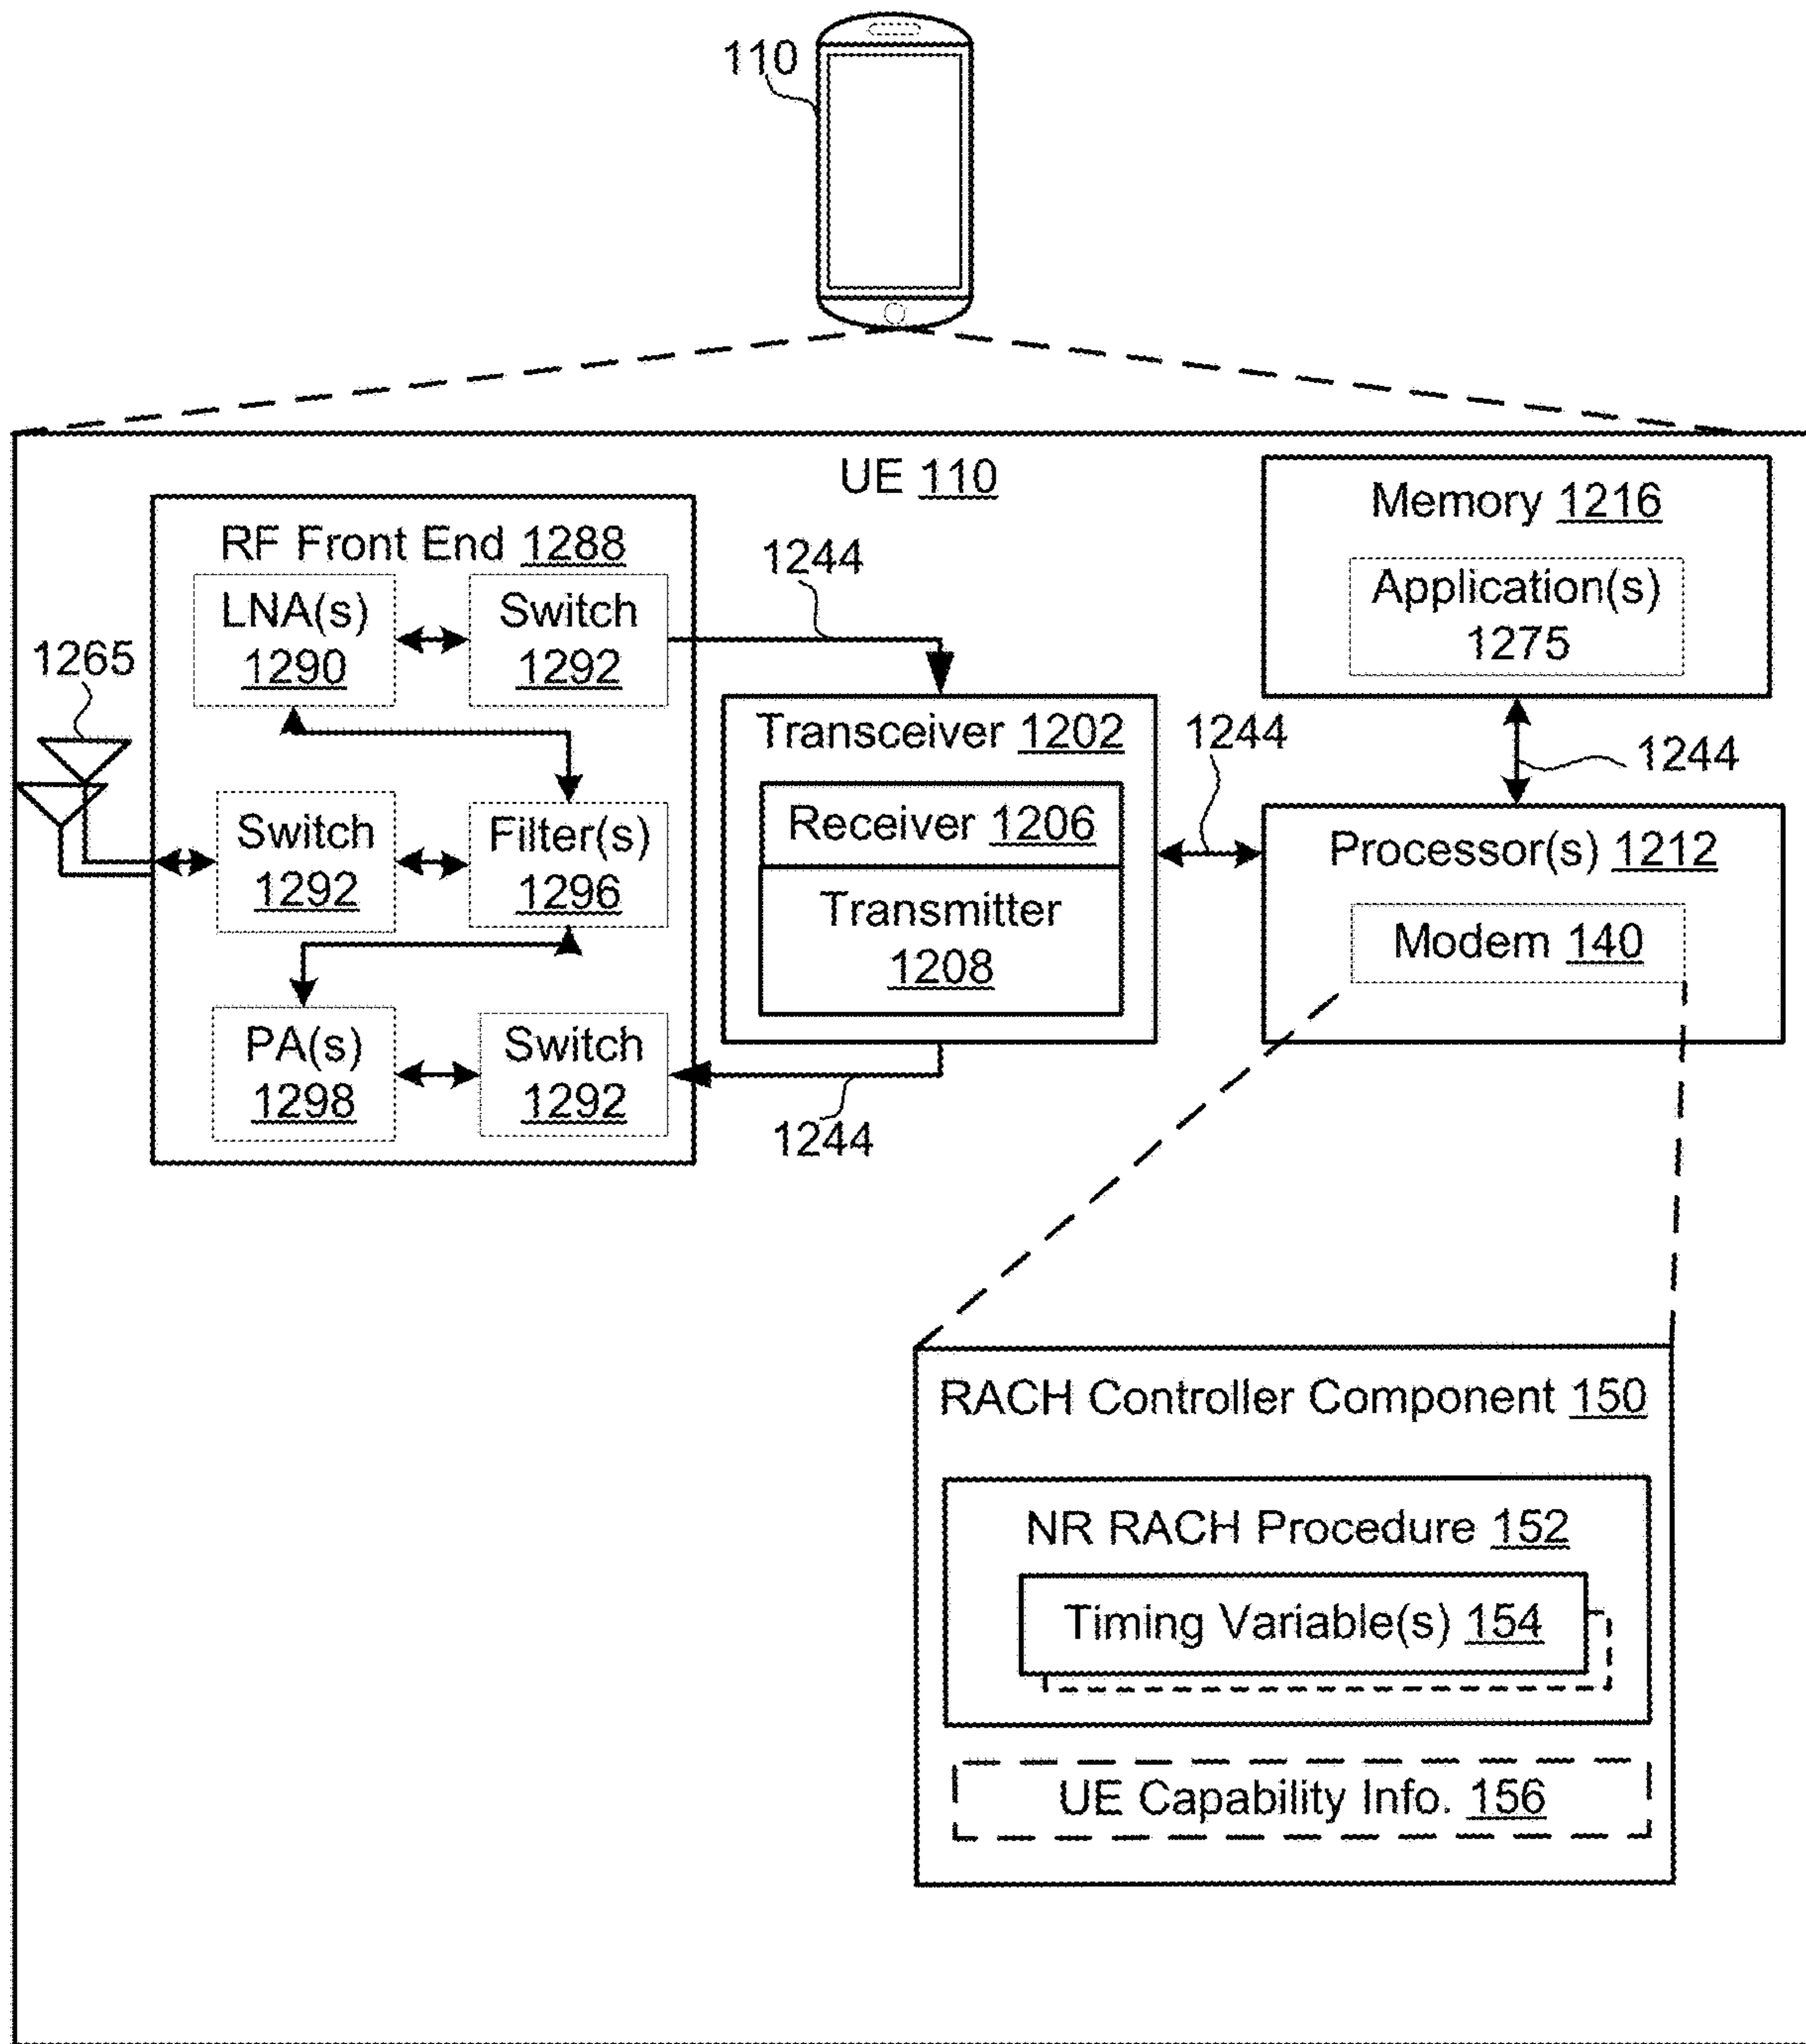 110
UE 110
RF Front End 1288
LNA(s)
1290
Switch
1292
1244
Memory 1216
Application(s)
1275
1265
Transceiver 1202
Receiver 1206
Transmitter
1208
1244
1244
Switch
1292
Filter(s)
1296
Processor(s) 1212
Modem 140
PA(s)
1298
Switch
1292
1244
RACH Controller Component 150
NR RACH Procedure 152
Timing Variable(s) 154
UE Capability Info. 156